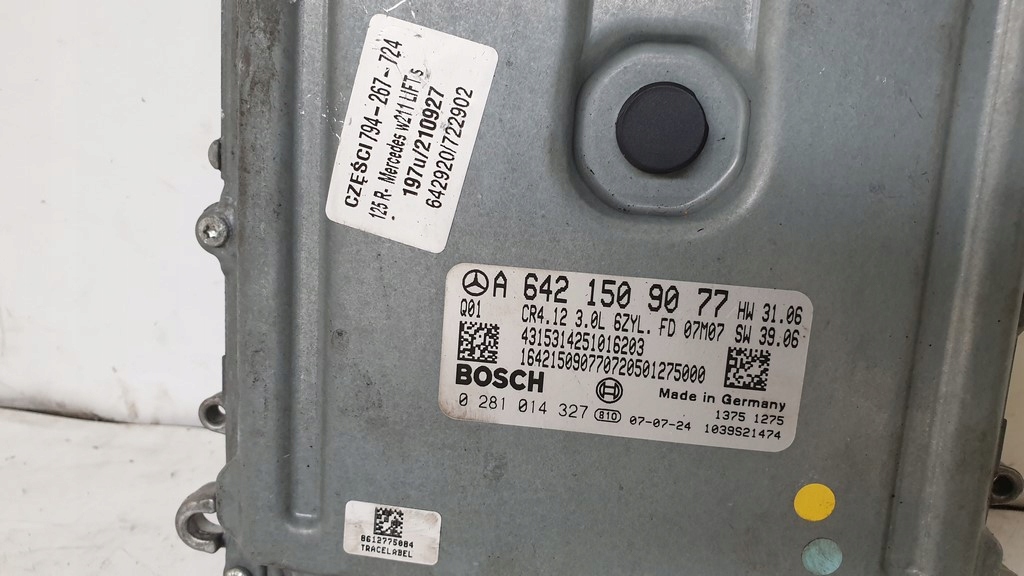 CZĘŚCI 794-267-724
125 R. Mercedes w211 LIFT s
197u/210927
642920/722902
A 642 150 90 77 HW 31.06
Q01 CR4.12 3.0L 6ZYL. FD 07M07 SW 39.06
4315314251016203
164215090770720501275000
BOSCH Made in Germany
0 281 014 327 810 07-07-24 1375 1275
1039S21474
8612775084
TRACELABEL